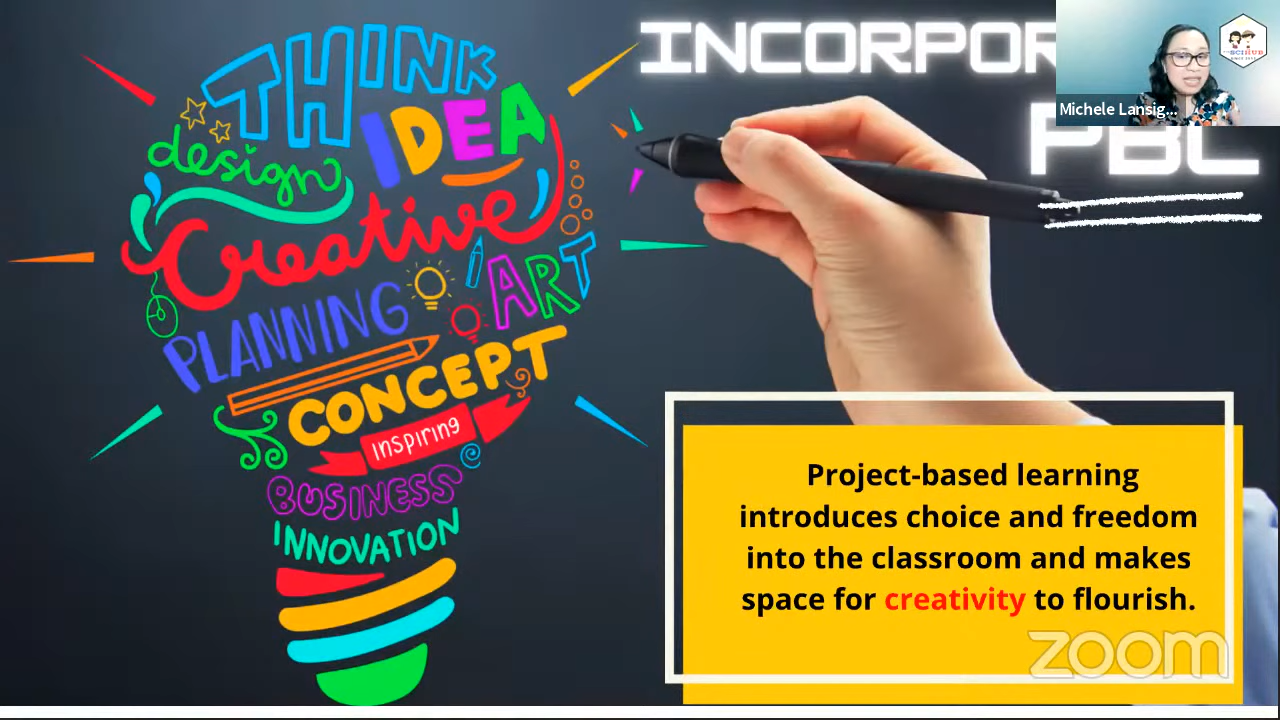 INCORPOR
PBL
Michele Lansig...
SCIHUB
THINK
IDEA
design
Creative
ART
PLANNING
CONCEPT
Inspiring
BUSINESS
INNOVATION
Project-based learning
introduces choice and freedom
into the classroom and makes
space for creativity to flourish.
zoom